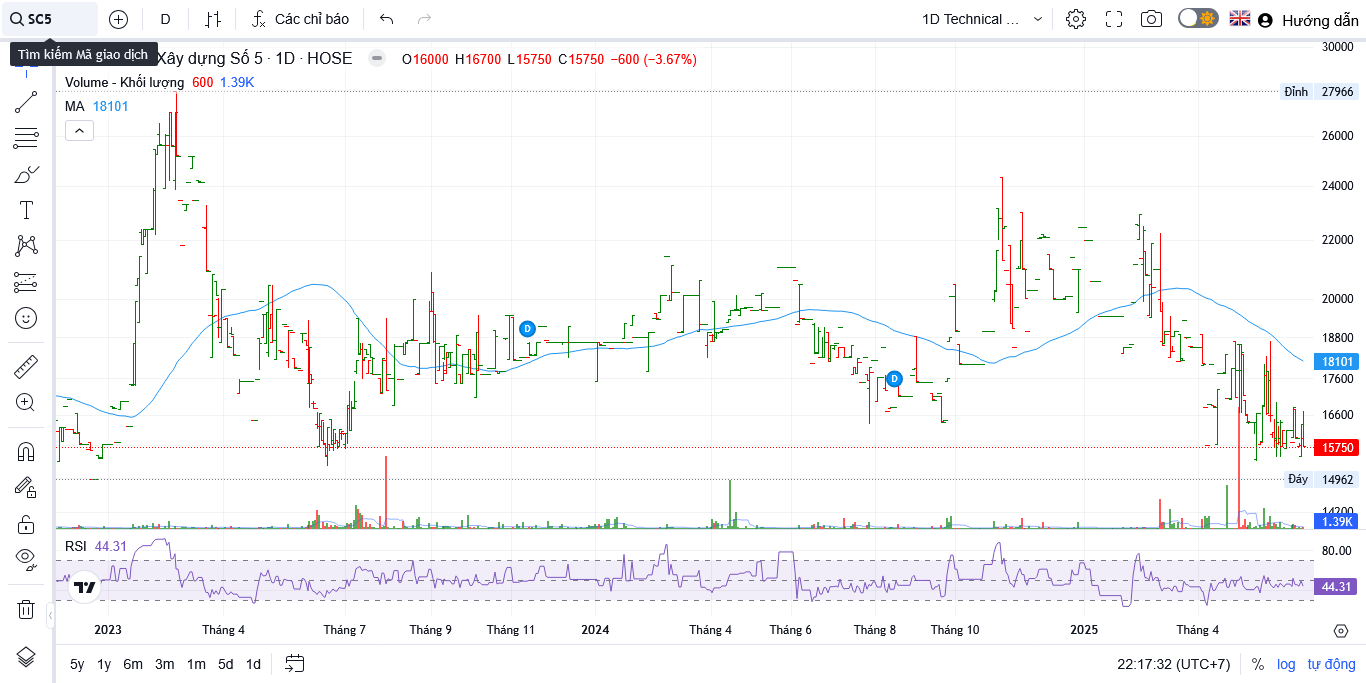 SC5 D Các chỉ báo 1D Technical ... Hướng dẫn
Tìm kiếm Mã giao dịch
Xây dựng Số 5 · 1D · HOSE O16000 H16700 L15750 C15750 −600 (−3.67%)
Volume - Khối lượng 600 1.39K
MA 18101
30000
Đỉnh 27966
26000
24000
22000
20000
18800
18101
17600
16600
15750
Đáy 14962
14200
1.39K
D
D
RSI 44.31
80.00
44.31
2023 Tháng 4 Tháng 7 Tháng 9 Tháng 11 2024 Tháng 4 Tháng 6 Tháng 8 Tháng 10 2025 Tháng 4
5y 1y 6m 3m 1m 5d 1d 22:17:32 (UTC+7) % log tự động